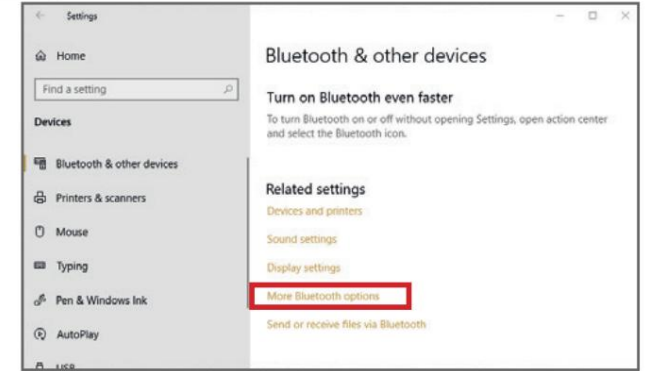 Settings
Home
Find a setting
Devices
Bluetooth & other devices
Printers & scanners
Mouse
Typing
Pen & Windows Ink
AutoPlay
USB
Bluetooth & other devices
Turn on Bluetooth even faster
To turn Bluetooth on or off without opening Settings, open action center
and select the Bluetooth icon.
Related settings
Devices and printers
Sound settings
Display settings
More Bluetooth options
Send or receive files via Bluetooth